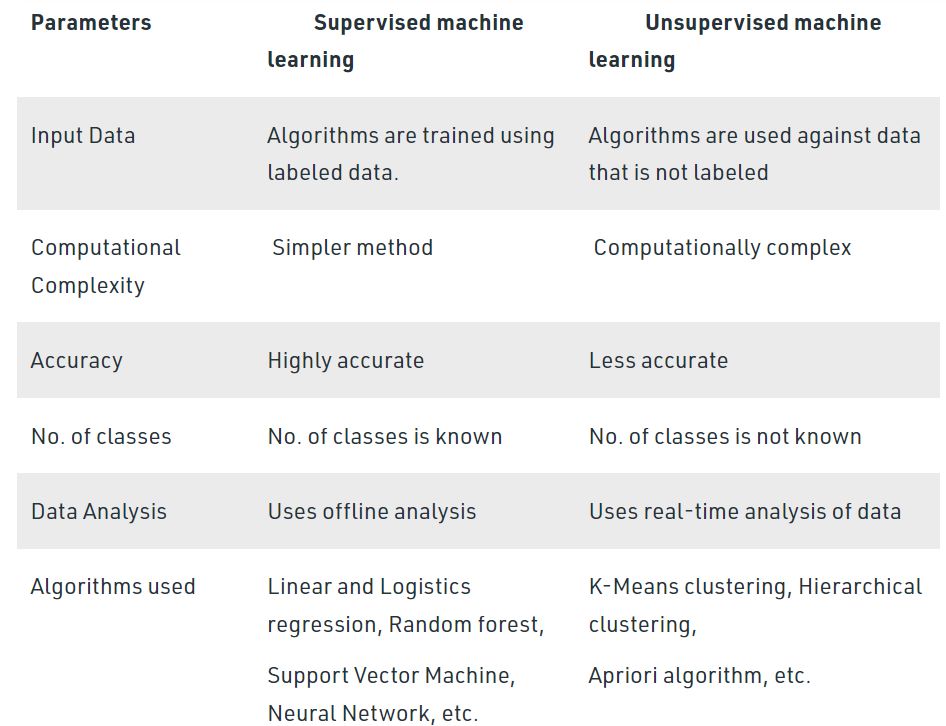 Parameters
Supervised machine
learning
Unsupervised machine
learning
Input Data
Algorithms are trained using
labeled data.
Algorithms are used against data
that is not labeled
Computational
Complexity
Simpler method
Computationally complex
Accuracy
Highly accurate
Less accurate
No. of classes
No. of classes is known
No. of classes is not known
Data Analysis
Uses offline analysis
Uses real-time analysis of data
Algorithms used
Linear and Logistics
regression, Random forest,
Support Vector Machine,
Neural Network, etc.
K-Means clustering, Hierarchical
clustering,
Apriori algorithm, etc.